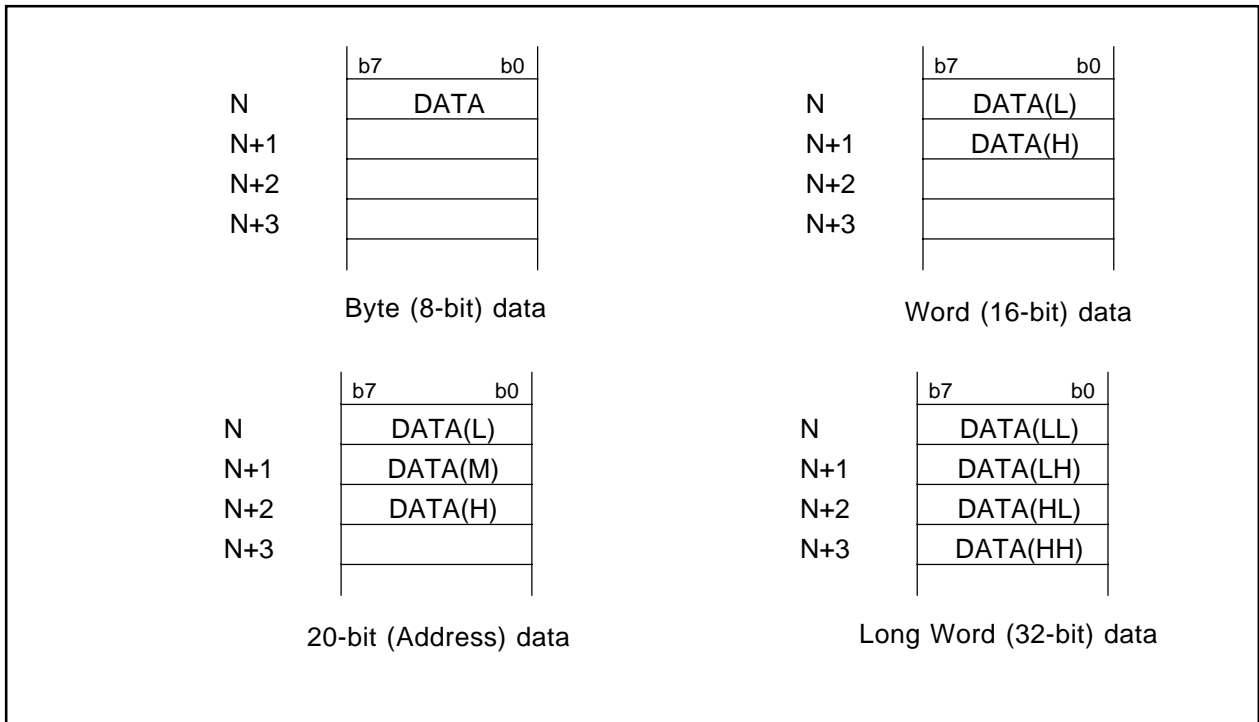 b7 b0
N DATA
N+1
N+2
N+3
Byte (8-bit) data
b7 b0
N DATA(L)
N+1 DATA(H)
N+2
N+3
Word (16-bit) data
b7 b0
N DATA(L)
N+1 DATA(M)
N+2 DATA(H)
N+3
20-bit (Address) data
b7 b0
N DATA(LL)
N+1 DATA(LH)
N+2 DATA(HL)
N+3 DATA(HH)
Long Word (32-bit) data